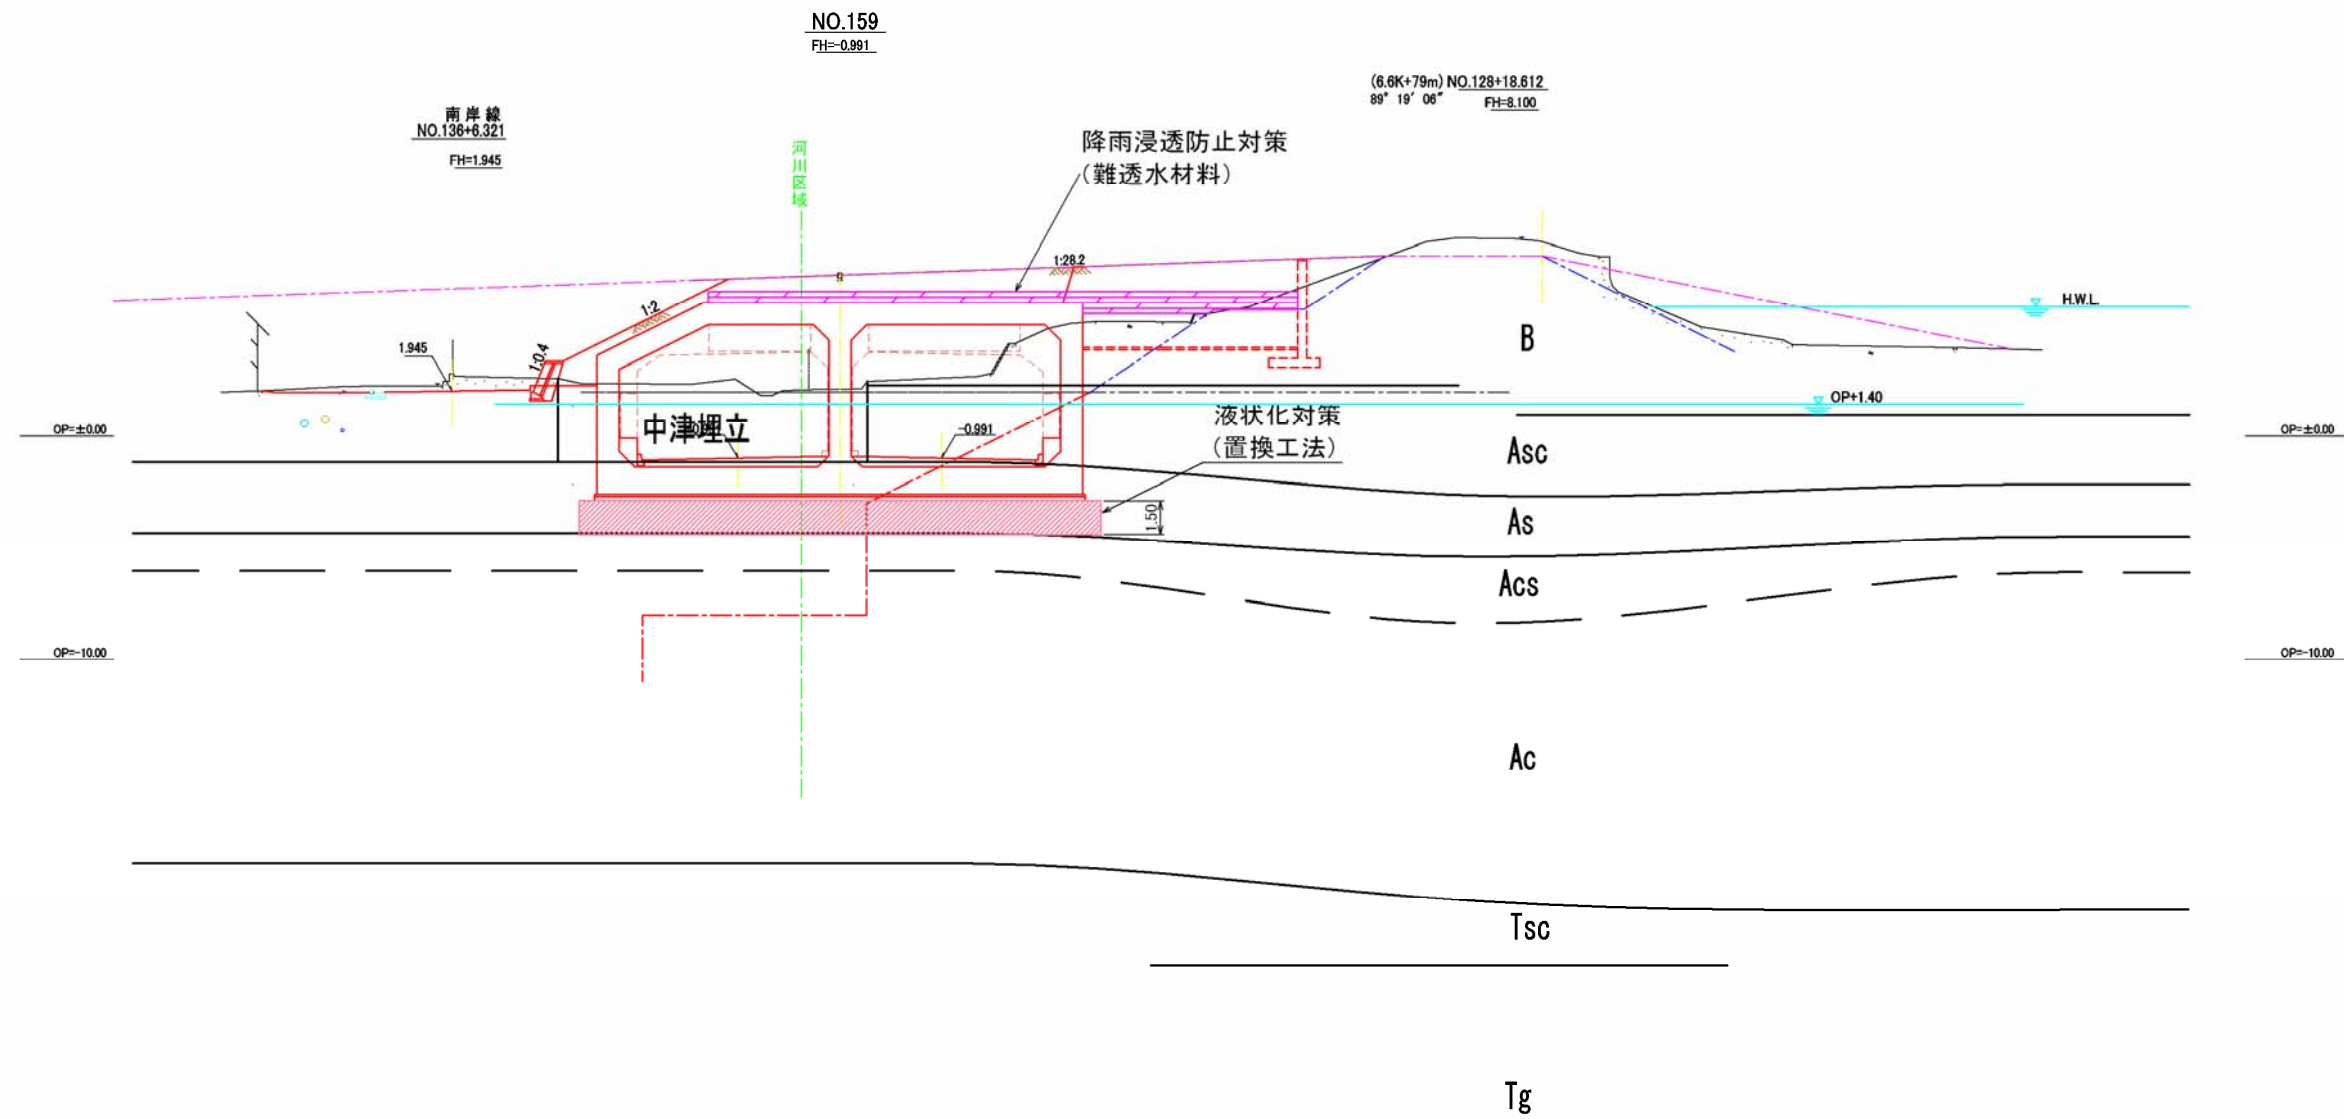 NO.159
FH=-0.991
(6.6K+79m) NO.128+18.612
89° 19′ 06″ FH=8.100
南岸線
NO.136+6.321
FH=1.945
河川区域
降雨浸透防止対策
(難透水材料)
1:28.2
1:2
H.W.L.
B
1:0.4
1.945
OP+1.40
液状化対策
(置換工法)
中津埋立
-0.991
OP=±0.00
OP=±0.00
Asc
1.50
As
Acs
OP=-10.00
OP=-10.00
Ac
Tsc
Tg